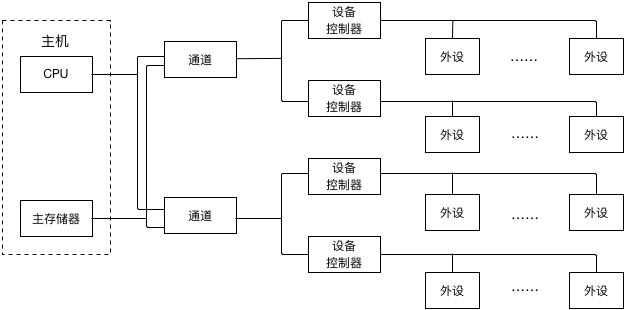 设备
控制器
主机
CPU
通道
外设
......
外设
设备
控制器
外设
......
外设
设备
控制器
主存储器
通道
外设
......
外设
设备
控制器
外设
......
外设